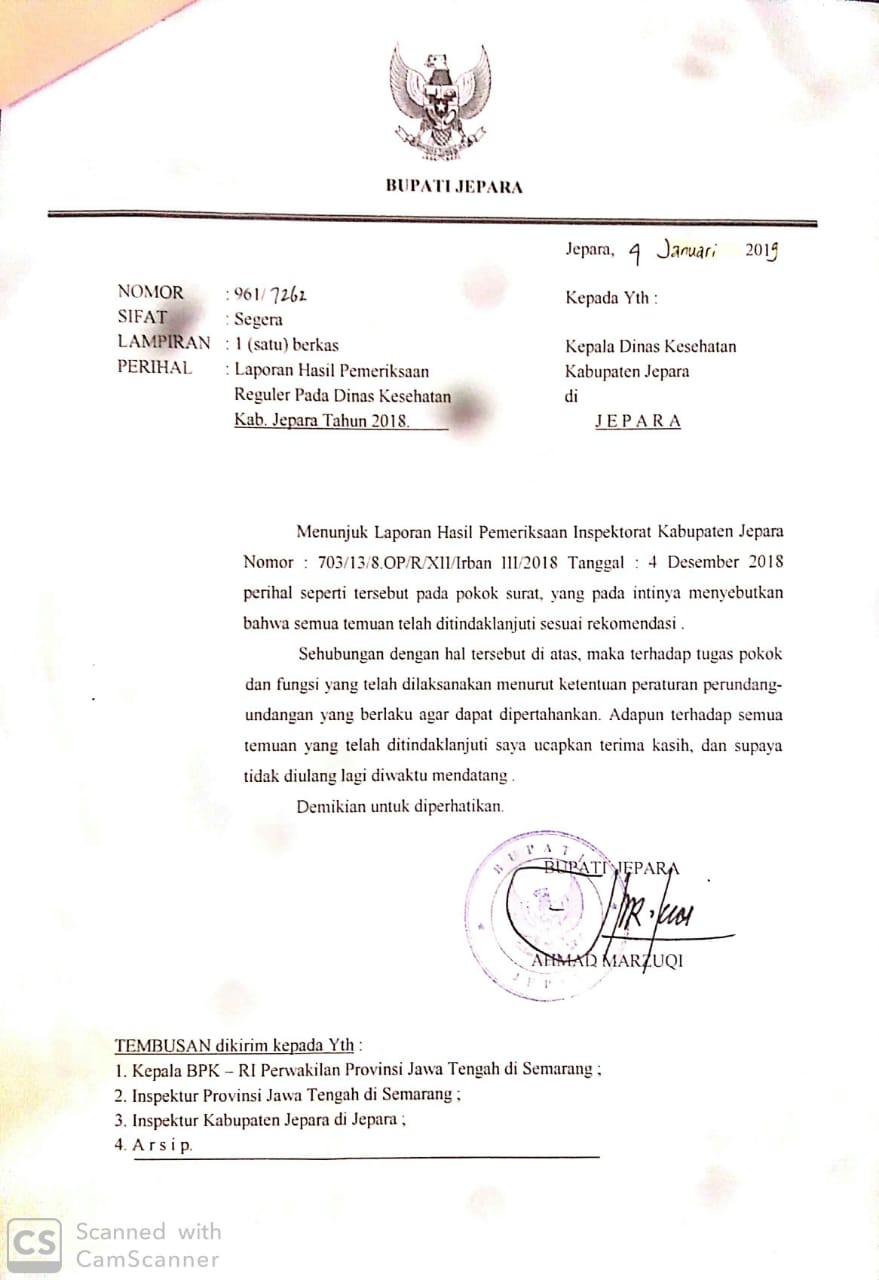 BUPATI JEPARA
Jepara, 4 Januari 2019
NOMOR : 961/7262
SIFAT : Segera
LAMPIRAN : 1 (satu) berkas
PERIHAL : Laporan Hasil Pemeriksaan
Reguler Pada Dinas Kesehatan
Kab. Jepara Tahun 2018.
Kepada Yth :
Kepala Dinas Kesehatan
Kabupaten Jepara
di
J E P A R A
Menunjuk Laporan Hasil Pemeriksaan Inspektorat Kabupaten Jepara
Nomor : 703/13/8.OP/R/XII/Irban III/2018 Tanggal : 4 Desember 2018
perihal seperti tersebut pada pokok surat, yang pada intinya menyebutkan
bahwa semua temuan telah ditindaklanjuti sesuai rekomendasi .
Sehubungan dengan hal tersebut di atas, maka terhadap tugas pokok
dan fungsi yang telah dilaksanakan menurut ketentuan peraturan perundang-
undangan yang berlaku agar dapat dipertahankan. Adapun terhadap semua
temuan yang telah ditindaklanjuti saya ucapkan terima kasih, dan supaya
tidak diulang lagi diwaktu mendatang .
Demikian untuk diperhatikan.
BUPATI JEPARA
BUPATI
AHMAD MARZUQI
TEMBUSAN dikirim kepada Yth :
1. Kepala BPK – RI Perwakilan Provinsi Jawa Tengah di Semarang ;
2. Inspektur Provinsi Jawa Tengah di Semarang ;
3. Inspektur Kabupaten Jepara di Jepara ;
4. A r s i p.
CS Scanned with
CamScanner